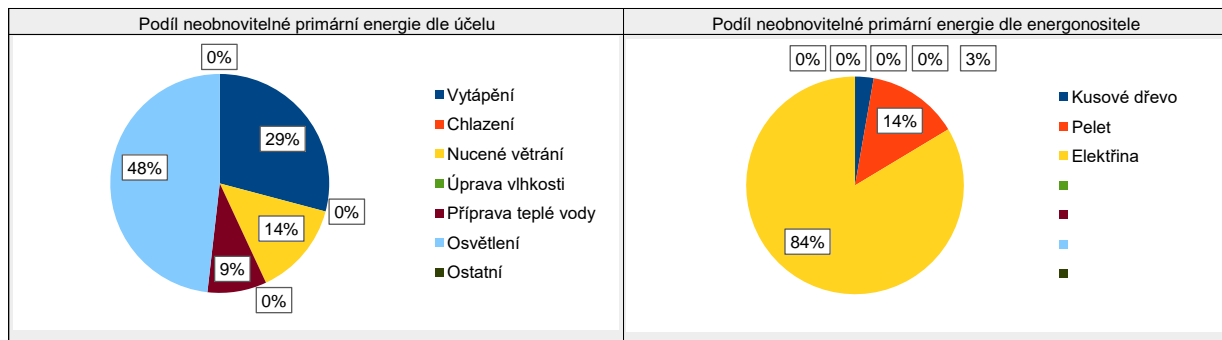 Podíl neobnovitelné primární energie dle účelu
0%
29%
0%
14%
0%
9%
48%
Vytápění
Chlazení
Nucené větrání
Úprava vlhkosti
Příprava teplé vody
Osvětlení
Ostatní
Podíl neobnovitelné primární energie dle energonositele
0% 0% 0% 0% 3%
14%
84%
Kusové dřevo
Pelet
Elektřina